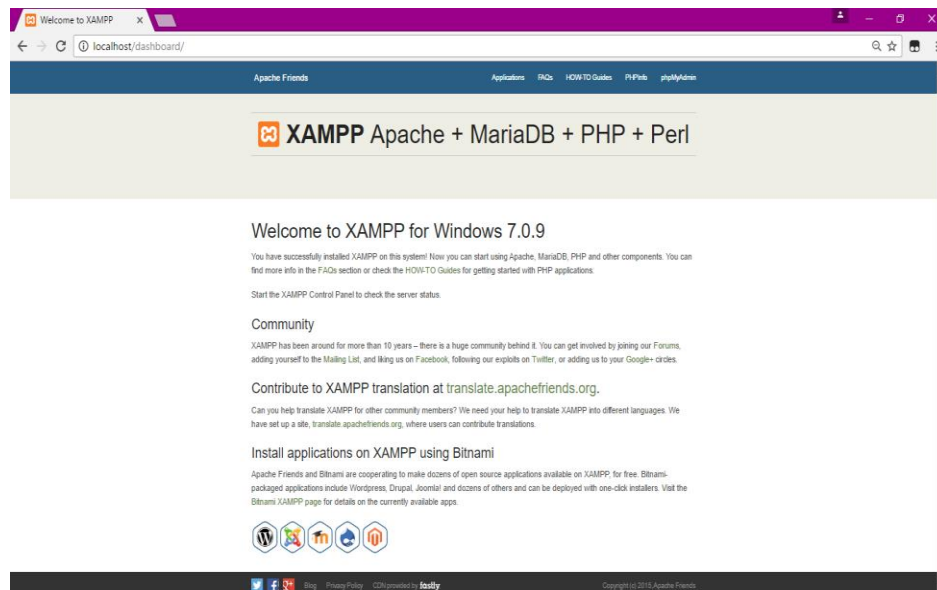 Welcome to XAMPP
localhost/dashboard/
Apache Friends
Applications FAQs HOW-TO Guides PHPInfo phpMyAdmin
XAMPP Apache + MariaDB + PHP + Perl
Welcome to XAMPP for Windows 7.0.9
You have successfully installed XAMPP on this system! Now you can start using Apache, MariaDB, PHP and other components. You can
find more info in the FAQs section or check the HOW-TO Guides for getting started with PHP applications.
Start the XAMPP Control Panel to check the server status.
Community
XAMPP has been around for more than 10 years – there is a huge community behind it. You can get involved by joining our Forums,
adding yourself to the Mailing List, and liking us on Facebook, following our exploits on Twitter, or adding us to your Google+ circles.
Contribute to XAMPP translation at translate.apachefriends.org.
Can you help translate XAMPP for other community members? We need your help to translate XAMPP into different languages. We
have set up a site, translate.apachefriends.org, where users can contribute translations.
Install applications on XAMPP using Bitnami
Apache Friends and Bitnami are cooperating to make dozens of open source applications available on XAMPP, for free. Bitnami-
packaged applications include Wordpress, Drupal, Joomla! and dozens of others and can be deployed with one-click installers. Visit the
Bitnami XAMPP page for details on the currently available apps.
Blog Privacy Policy CDN provided by fastly
Copyright (c) 2015, Apache Friends